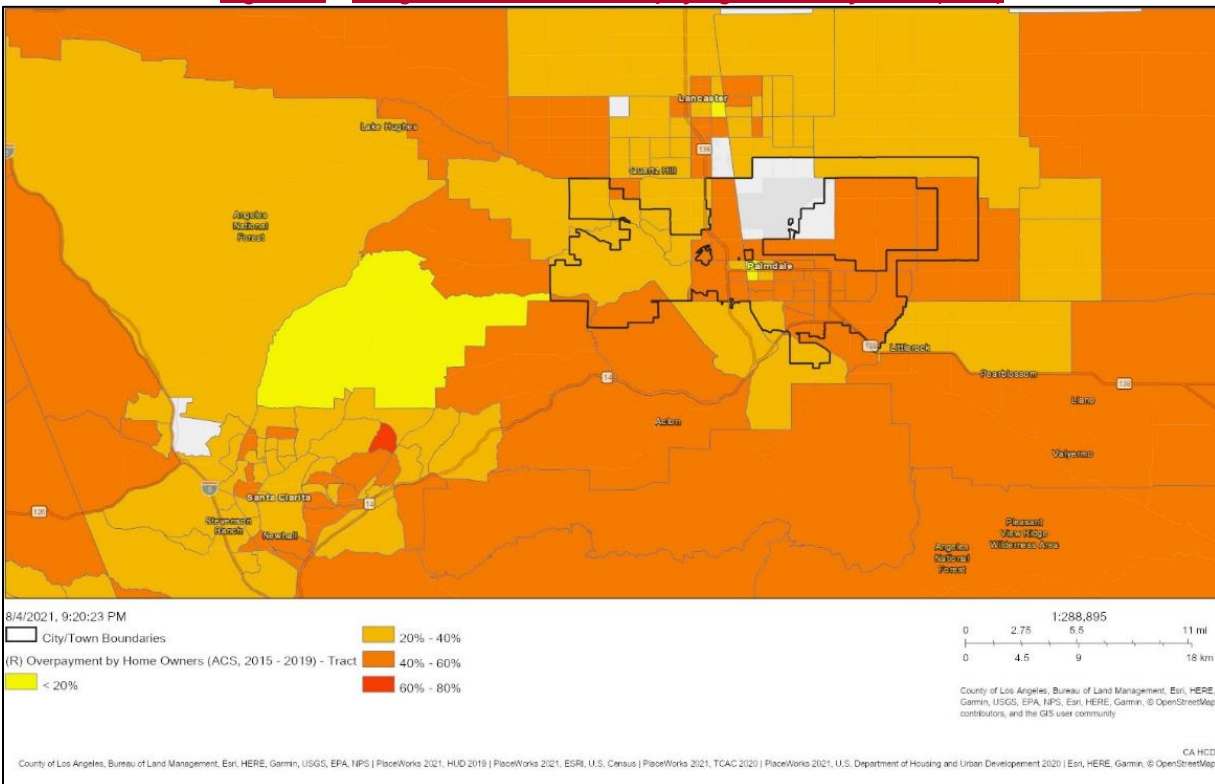 Lancaster
Lake Hughes
138
Quartz Hill
Angeles
National
Forest
Palmdale
Littlerock
Pearblossom
138
14
Llano
Acton
Valyermo
Santa Clarita
126
14
Stevenson
Ranch
Newhall
Pleasant
View Ridge
Wilderness Area
Angeles
National
Forest
8/4/2021, 9:20:23 PM
City/Town Boundaries
(R) Overpayment by Home Owners (ACS, 2015 - 2019) - Tract
< 20%
20% - 40%
40% - 60%
60% - 80%
1:288,895
0 2.75 5.5 11 mi
0 4.5 9 18 km
County of Los Angeles, Bureau of Land Management, Esri, HERE,
Garmin, USGS, EPA, NPS, Esri, HERE, Garmin, © OpenStreetMap
contributors, and the GIS user community
CA HCD
County of Los Angeles, Bureau of Land Management, Esri, HERE, Garmin, USGS, EPA, NPS | PlaceWorks 2021, HUD 2019 | PlaceWorks 2021, ESRI, U.S. Census | PlaceWorks 2021, TCAC 2020 | PlaceWorks 2021, U.S. Department of Housing and Urban Developement 2020 | Esri, HERE, Garmin, © OpenStreetMap